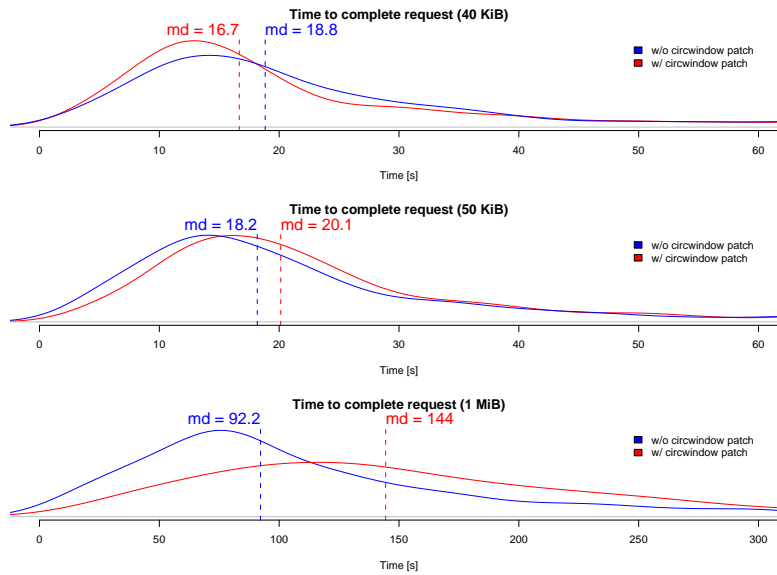 Time to complete request (40 KiB)
md = 16.7 md = 18.8
w/o circwindow patch
w/ circwindow patch
0 10 20 30 40 50 60
Time [s]
Time to complete request (50 KiB)
md = 18.2 md = 20.1
w/o circwindow patch
w/ circwindow patch
0 10 20 30 40 50 60
Time [s]
Time to complete request (1 MiB)
md = 92.2 md = 144
w/o circwindow patch
w/ circwindow patch
0 50 100 150 200 250 300
Time [s]